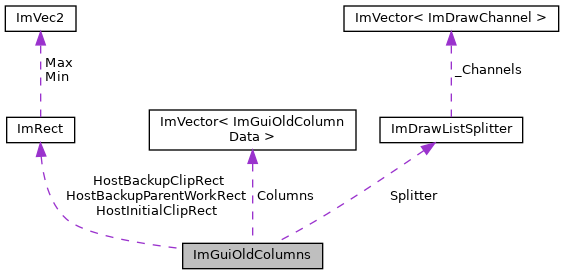 ImVec2
ImVector< ImDrawChannel >
Max
Min
_Channels
ImRect
ImVector< ImGuiOldColumn
Data >
ImDrawListSplitter
HostBackupClipRect
HostBackupParentWorkRect
HostInitialClipRect
Columns
Splitter
ImGuiOldColumns